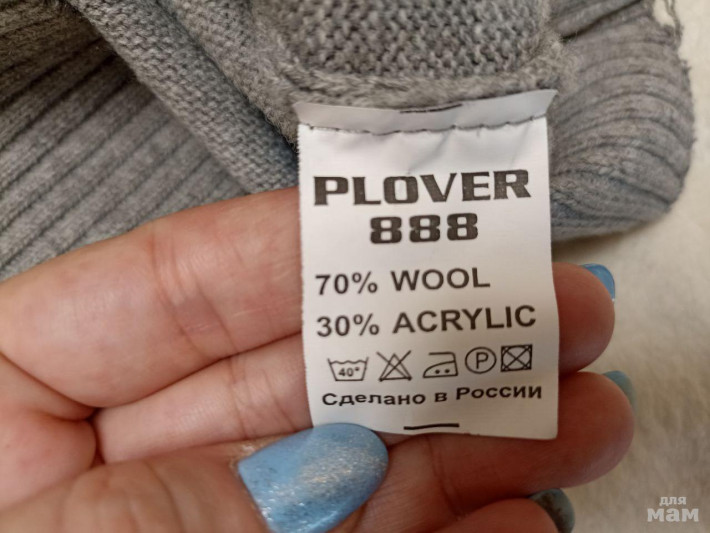 PLOVER
888
70% WOOL
30% ACRYLIC
40° P
Сделано в России
для
мам